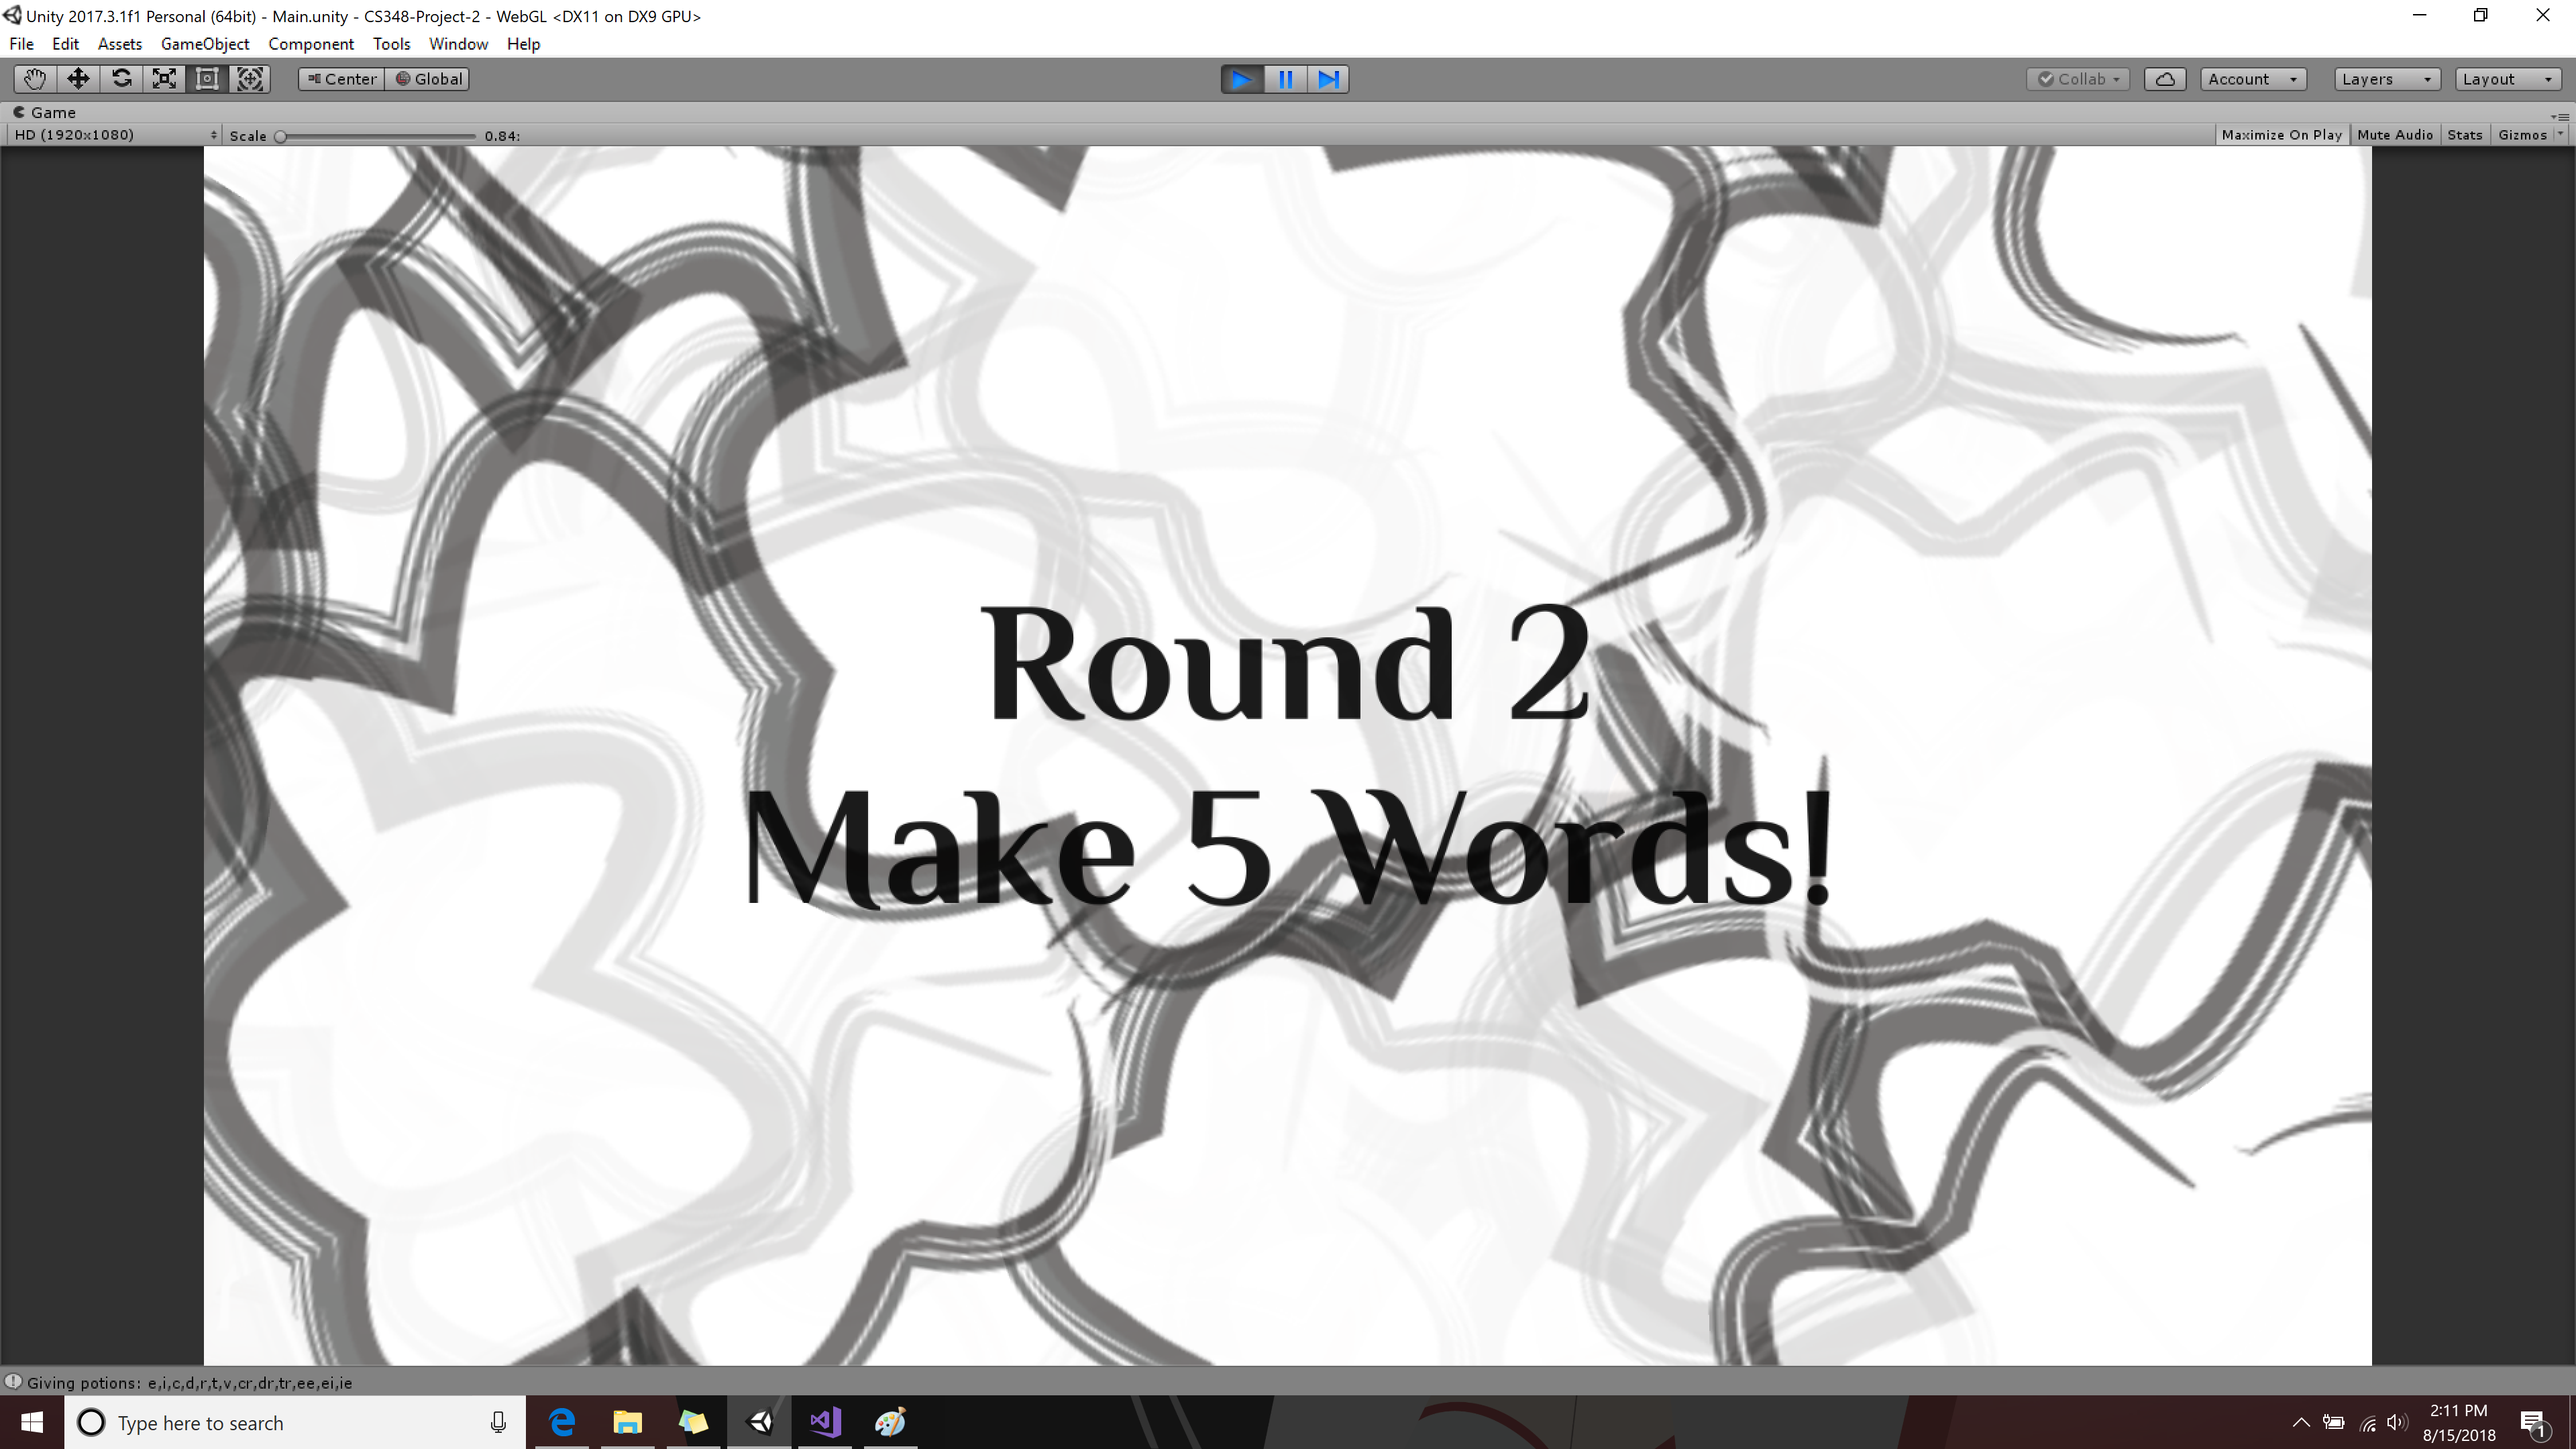 Unity 2017.3.1f1 Personal (64bit) - Main.unity - CS348-Project-2 - WebGL <DX11 on DX9 GPU>
File Edit Assets GameObject Component Tools Window Help
Center Global Collab Account Layers Layout
Game
HD (1920x1080) Scale 0.84: Maximize On Play Mute Audio Stats Gizmos
Round 2
Make 5 Words!
Giving potions: e,i,c,d,r,t,v,cr,dr,tr,ee,ei,ie
Type here to search
2:11 PM
8/15/2018
1